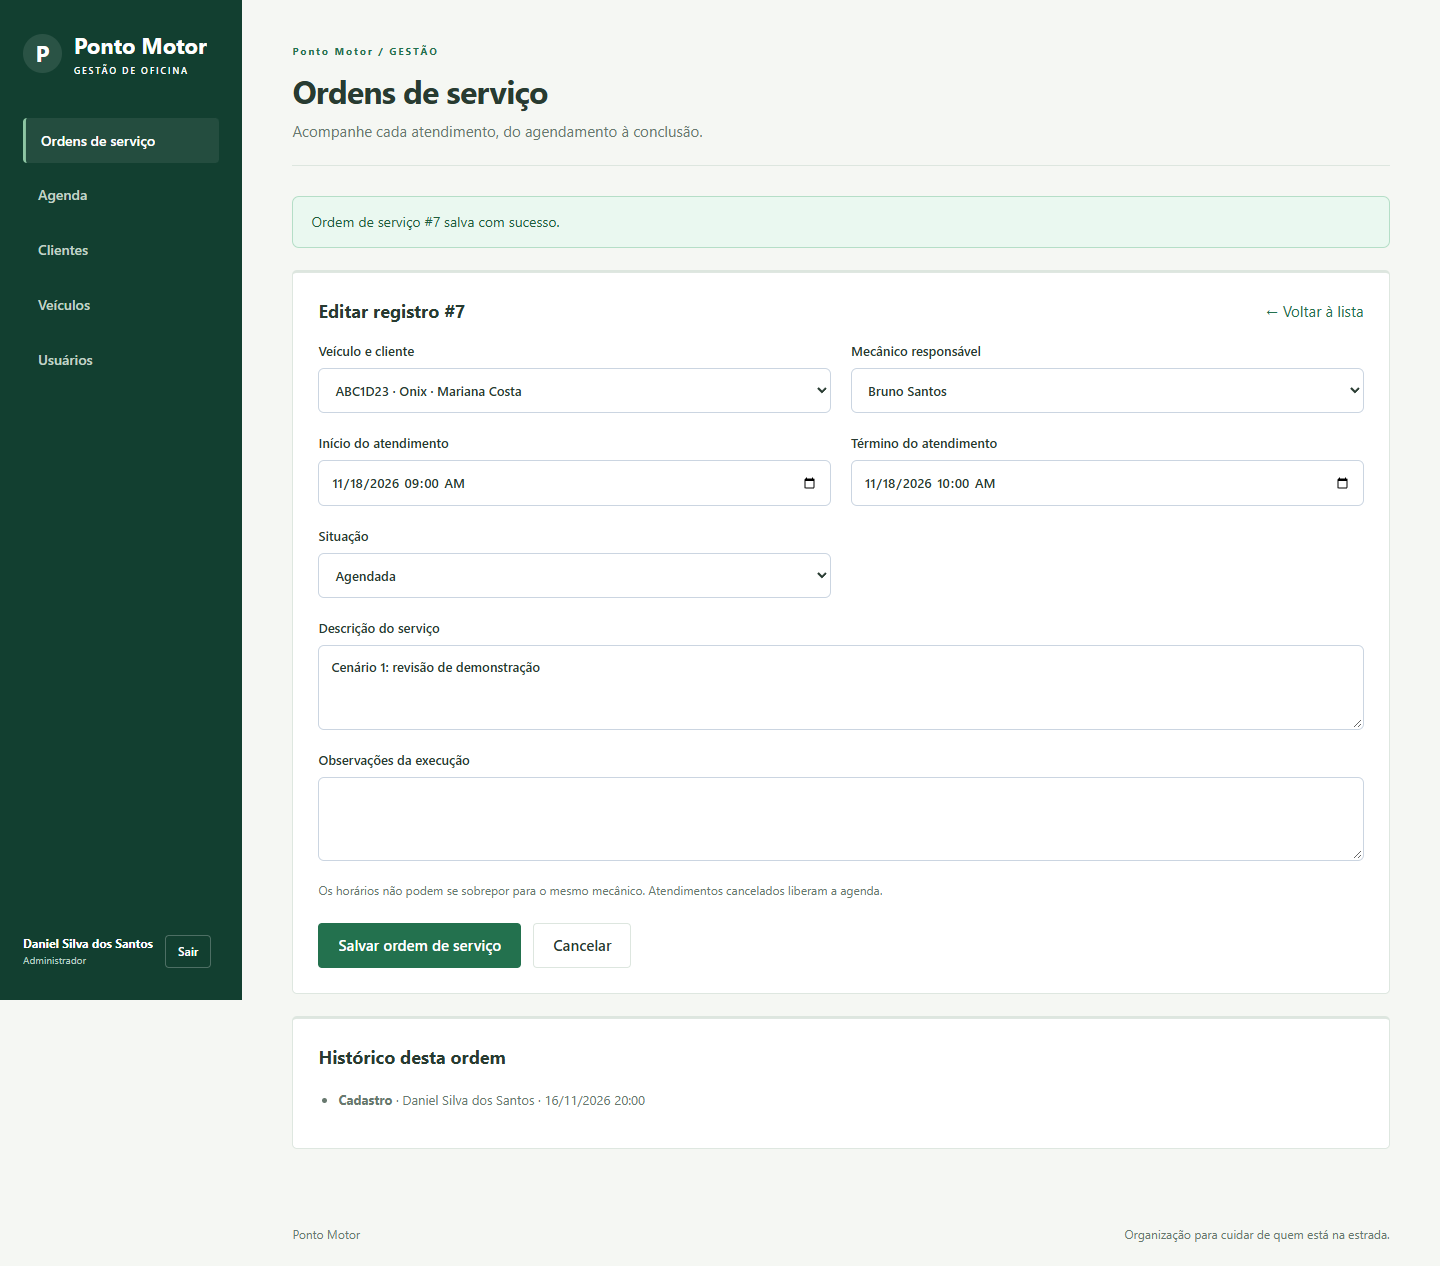 P
Ponto Motor
GESTÃO DE OFICINA
Ordens de serviço
Agenda
Clientes
Veículos
Usuários
Daniel Silva dos Santos
Administrador
Sair
Ponto Motor / GESTÃO
Ordens de serviço
Acompanhe cada atendimento, do agendamento à conclusão.
Ordem de serviço #7 salva com sucesso.
Editar registro #7
← Voltar à lista
Veículo e cliente
Mecânico responsável
ABC1D23 · Onix · Mariana Costa
Bruno Santos
Início do atendimento
Término do atendimento
11/18/2026 09:00 AM
11/18/2026 10:00 AM
Situação
Agendada
Descrição do serviço
Cenário 1: revisão de demonstração
Observações da execução
Os horários não podem se sobrepor para o mesmo mecânico. Atendimentos cancelados liberam a agenda.
Salvar ordem de serviço
Cancelar
Histórico desta ordem
Cadastro · Daniel Silva dos Santos · 16/11/2026 20:00
Ponto Motor
Organização para cuidar de quem está na estrada.